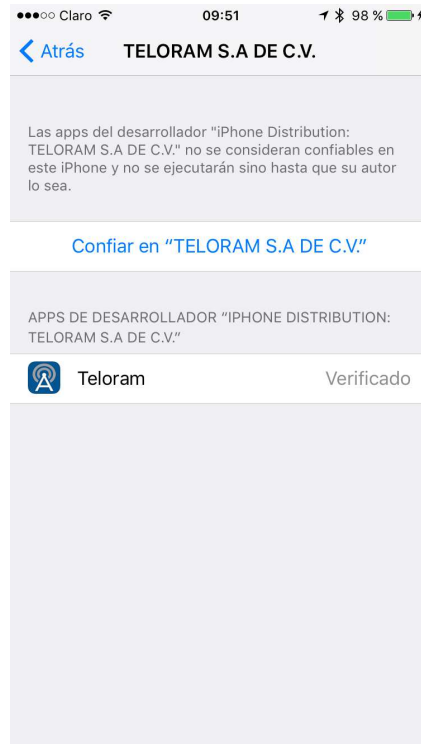 Claro 09:51 98 %
Atrás TELORAM S.A DE C.V.
Las apps del desarrollador "iPhone Distribution:
TELORAM S.A DE C.V." no se consideran confiables en
este iPhone y no se ejecutarán sino hasta que su autor
lo sea.
Confiar en “TELORAM S.A DE C.V.”
APPS DE DESARROLLADOR “IPHONE DISTRIBUTION:
TELORAM S.A DE C.V.”
Teloram Verificado